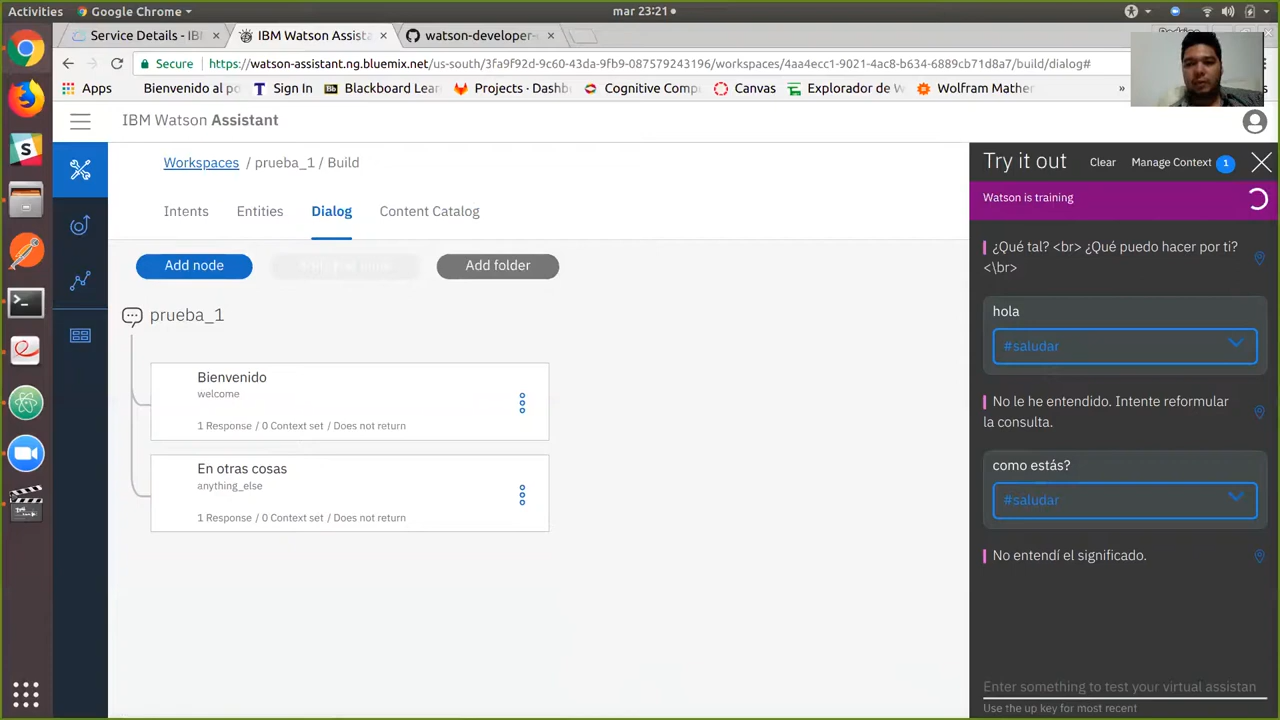 Activities
Google Chrome
mar 23:21
Service Details - IB
IBM Watson Assist
watson-developer-
Secure
https://watson-assistant.ng.bluemix.net/us-south/3fa9f92d-9c60-43da-9fb9-087579243196/workspaces/4aa4ecc1-9021-4ac8-b634-6889cb71d8a7/build/dialog#
Apps
Bienvenido al po
Sign In
Blackboard Lear
Projects · Dashb
Cognitive Comp
Canvas
Explorador de
Wolfram Mather
»
IBM Watson Assistant
Workspaces / prueba_1 / Build
Intents
Entities
Dialog
Content Catalog
Add node
Add folder
prueba_1
Bienvenido
welcome
1 Response / 0 Context set / Does not return
En otras cosas
anything_else
1 Response / 0 Context set / Does not return
Try it out
Clear
Manage Context 1
Watson is training
¿Qué tal? <br> ¿Qué puedo hacer por ti?
<\br>
hola
#saludar
No le he entendido. Intente reformular
la consulta.
como estás?
#saludar
No entendí el significado.
Enter something to test your virtual assistan
Use the up key for most recent